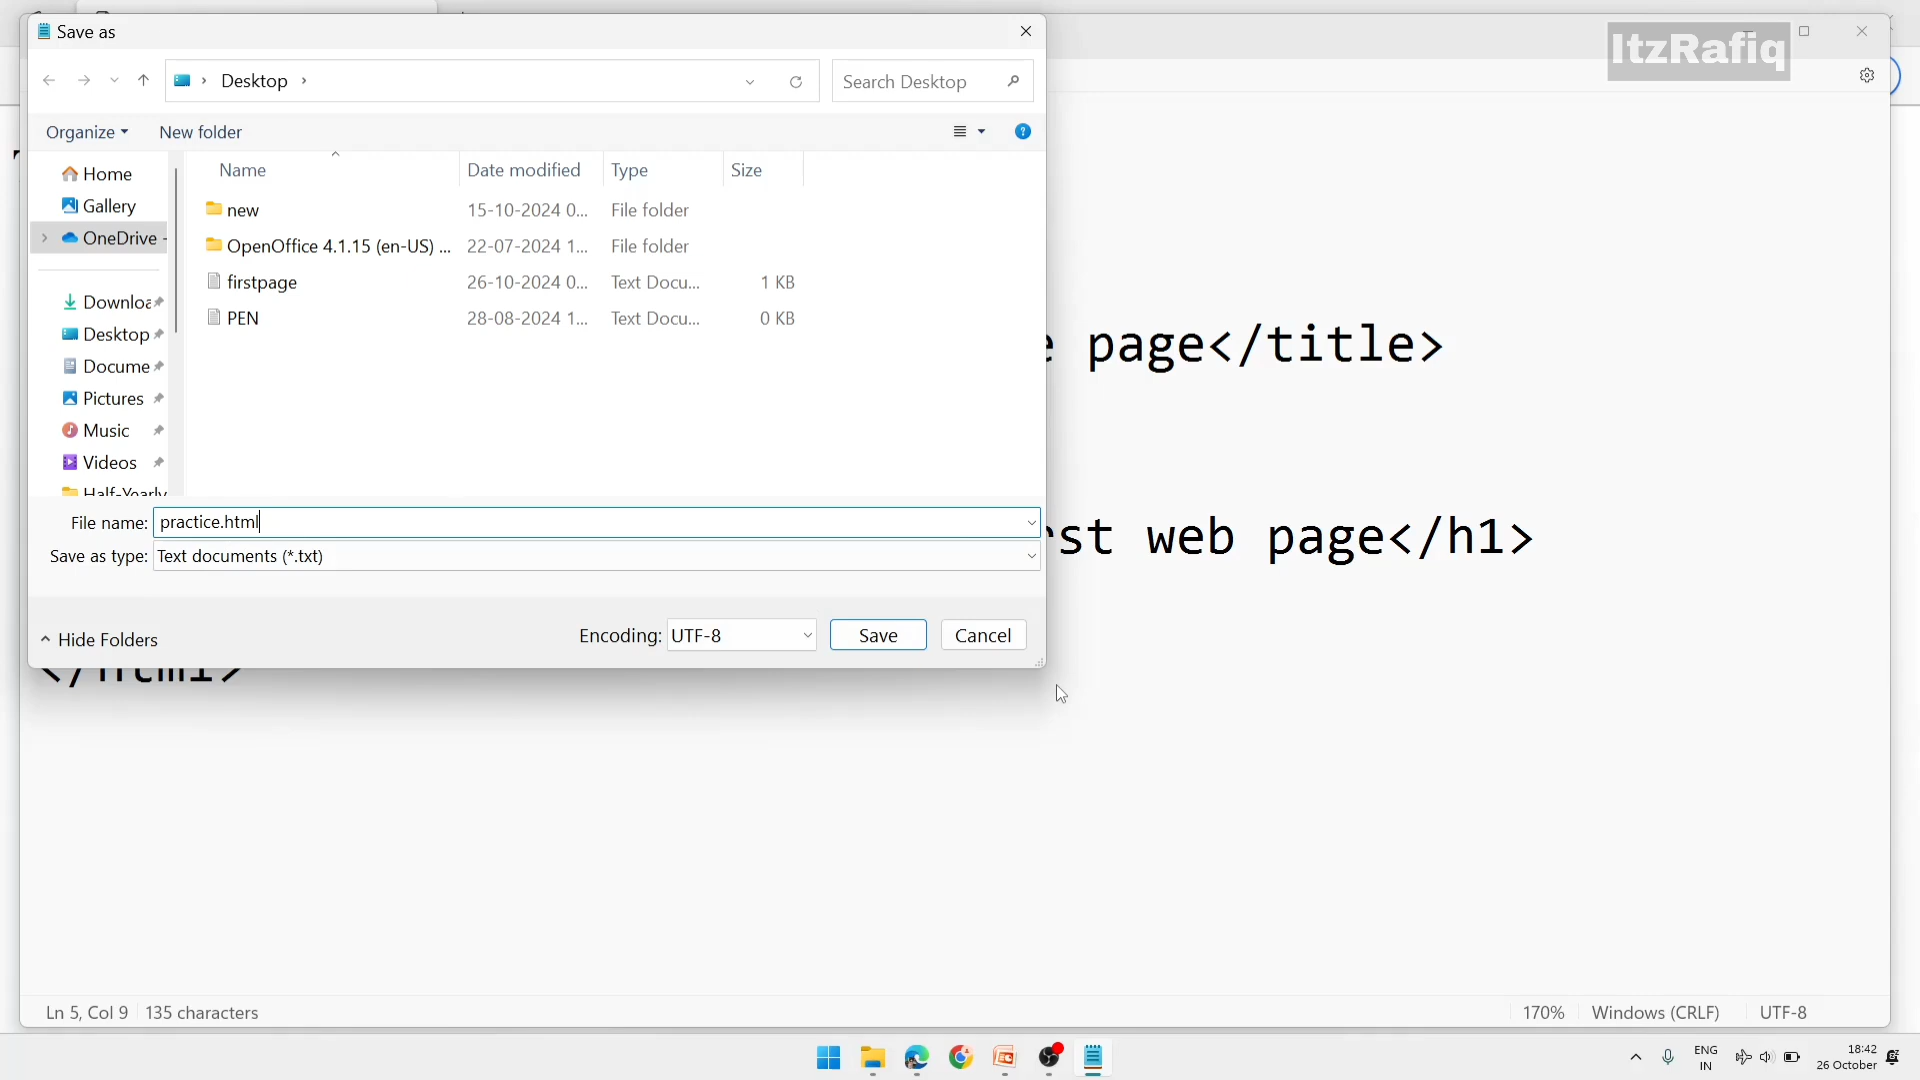 Save as
ItzRafiq
Desktop
Search Desktop
Organize
New folder
Name
Date modified
Type
Size
Home
Gallery
OneDrive -
Downloa
Desktop
Docume
Pictures
Music
Videos
Half-Yearly
new 15-10-2024 0... File folder
OpenOffice 4.1.15 (en-US) ... 22-07-2024 1... File folder
firstpage 26-10-2024 0... Text Docu... 1 KB
PEN 28-08-2024 1... Text Docu... 0 KB
page</title>
File name: practice.html
Save as type: Text documents (*.txt)
web page</h1>
Hide Folders
Encoding: UTF-8
Save
Cancel
</html>
Ln 5, Col 9 135 characters
170% Windows (CRLF) UTF-8
ENG
IN
18:42
26 October